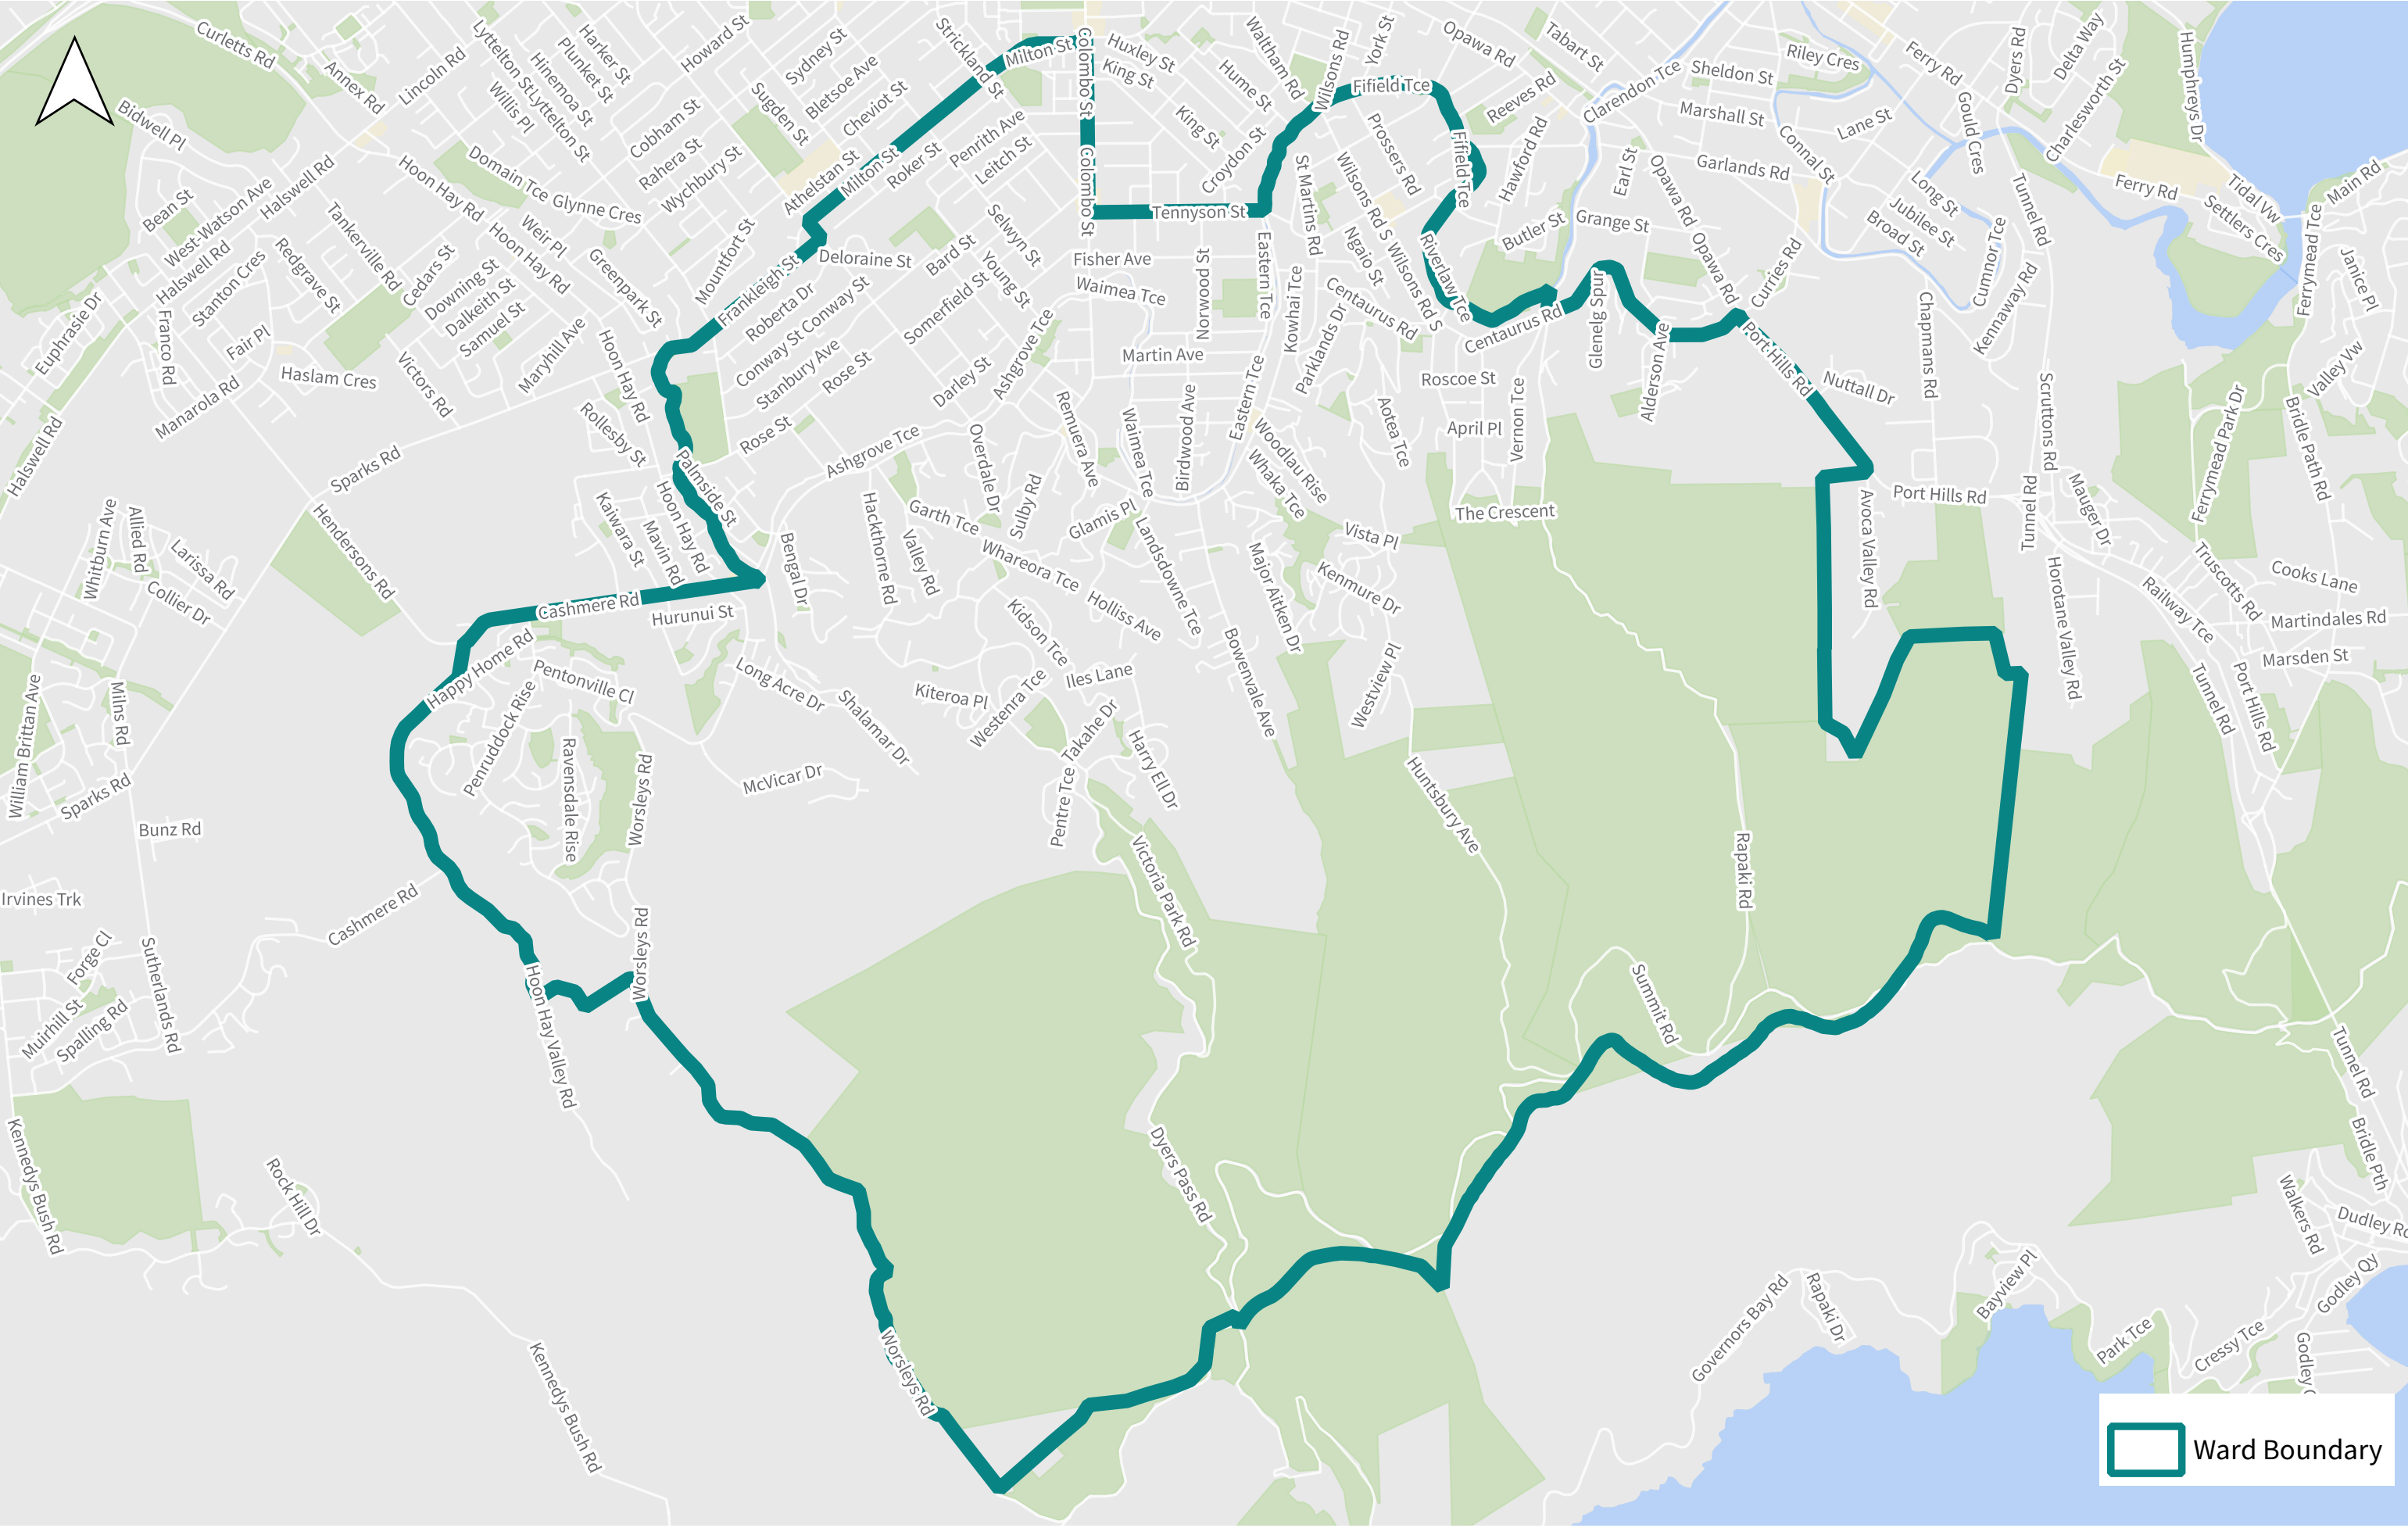 Curletts Rd
Annex Rd
Lincoln Rd
Lyttelton St
Hinemoa St
Plunket St
Harker St
Howard St
Sydney St
Strickland St
Milton St
Colombo St
Huxley St
King St
Waltham Rd
Wilsons Rd
York St
Opawa Rd
Tabart St
Clarendon Tce
Sheldon St
Riley Cres
Ferry Rd
Dyers Rd
Delta Way
Humphreys Dr
Bidwell Pl
Willis Pl
Lyttelton St
Cobham St
Sugden St
Bletsoe Ave
Cheviot St
Hume St
Fifield Tce
Reeves Rd
Marshall St
Lane St
Gould Cres
Charlesworth St
Bean St
West-Watson Ave
Halswell Rd
Hoon Hay Rd
Domain Tce
Glynne Cres
Rahera St
Wychbury St
Athelstan St
Milton St
Roker St
Penrith Ave
Leitch St
Colombo St
King St
Croydon St
St Martins Rd
Prossers Rd
Fifield Tce
Hawford Rd
Earl St
Opawa Rd
Garlands Rd
Connal St
Long St
Jubilee St
Broad St
Tunnel Rd
Ferry Rd
Tidal Vw
Settlers Cres
Main Rd
Halswell Rd
Stanton Cres
Redgrave St
Tankerville Rd
Cedars St
Weir Pl
Hoon Hay Rd
Downing St
Dalkeith St
Samuel St
Greenpark St
Mountfort St
Frankleigh St
Deloraine St
Bard St
Selwyn St
Young St
Tennyson St
Fisher Ave
Waimea Tce
Norwood St
Eastern Tce
Kowhai Tce
Wilsons Rd S
Wilsons Rd S
Ngaio St
Centaurus Rd
Parklands Dr
Riverlaw Tce
Butler St
Grange St
Centaurus Rd
Glenelg Spur
Alderson Ave
Opawa Rd
Curries Rd
Port Hills Rd
Cunnor Tce
Kennaway Rd
Chapmans Rd
Ferrymead Tce
Janice Pl
Valley Vw
Euphrasie Dr
Franco Rd
Fair Pl
Haslam Cres
Manarola Rd
Victors Rd
Maryhill Ave
Hoon Hay Rd
Roberta Dr
Conway St
Conway St
Stanbury Ave
Rose St
Somerfield St
Darley St
Ashgrove Tce
Martin Ave
Roscoe St
Vernon Tce
April Pl
Aotea Tce
Nuttall Dr
Scruttons Rd
Ferrymead Park Dr
Bridle Path Rd
Halswell Rd
Sparks Rd
Rollesby St
Palmside St
Rose St
Ashgrove Tce
Overdale Dr
Remuera Ave
Waimea Tce
Birdwood Ave
Eastern Tce
Woodlau Rise
Whaka Tce
The Crescent
Port Hills Rd
Avoca Valley Rd
Tunnel Rd
Mauger Dr
Whitburn Ave
Allied Rd
Larissa Rd
Collier Dr
Hendersons Rd
Kaiwara St
Mavin Rd
Hoon Hay Rd
Bengal Dr
Hackthorne Rd
Valley Rd
Garth Tce
Sulby Rd
Glamis Pl
Whareora Tce
Landsdowne Tce
Vista Pl
Major Aitken Dr
Kenmure Dr
Horotane Valley Rd
Truscotts Rd
Railway Tce
Cooks Lane
Martindales Rd
Marsden St
Cashmere Rd
Hurunui St
Happy Home Rd
Pentonville Cl
Long Acre Dr
Shalamar Dr
Kidson Tce
Holliss Ave
Iles Lane
Kiteroa Pl
Westenra Tce
Takahe Dr
Bowenvale Ave
Westview Pl
Tunnel Rd
Port Hills Rd
William Brittan Ave
Milns Rd
Sparks Rd
Bunz Rd
Penruddock Rise
Ravensdale Rise
Worsleys Rd
McVicar Dr
Pentre Tce
Harry Ell Dr
Huntsbury Ave
Rapaki Rd
Irvines Trk
Cashmere Rd
Victoria Park Rd
Forge Cl
Muirhill St
Spalling Rd
Sutherlands Rd
Hoon Hay Valley Rd
Worsleys Rd
Summit Rd
Tunnel Rd
Kennedys Bush Rd
Rock Hill Dr
Dyers Pass Rd
Bridle Pth
Walkers Rd
Dudley Rd
Bayview Pl
Godley Qy
Governors Bay Rd
Rapaki Dr
Park Tce
Cressy Tce
Godley
Kennedys Bush Rd
Worsleys Rd
Ward Boundary